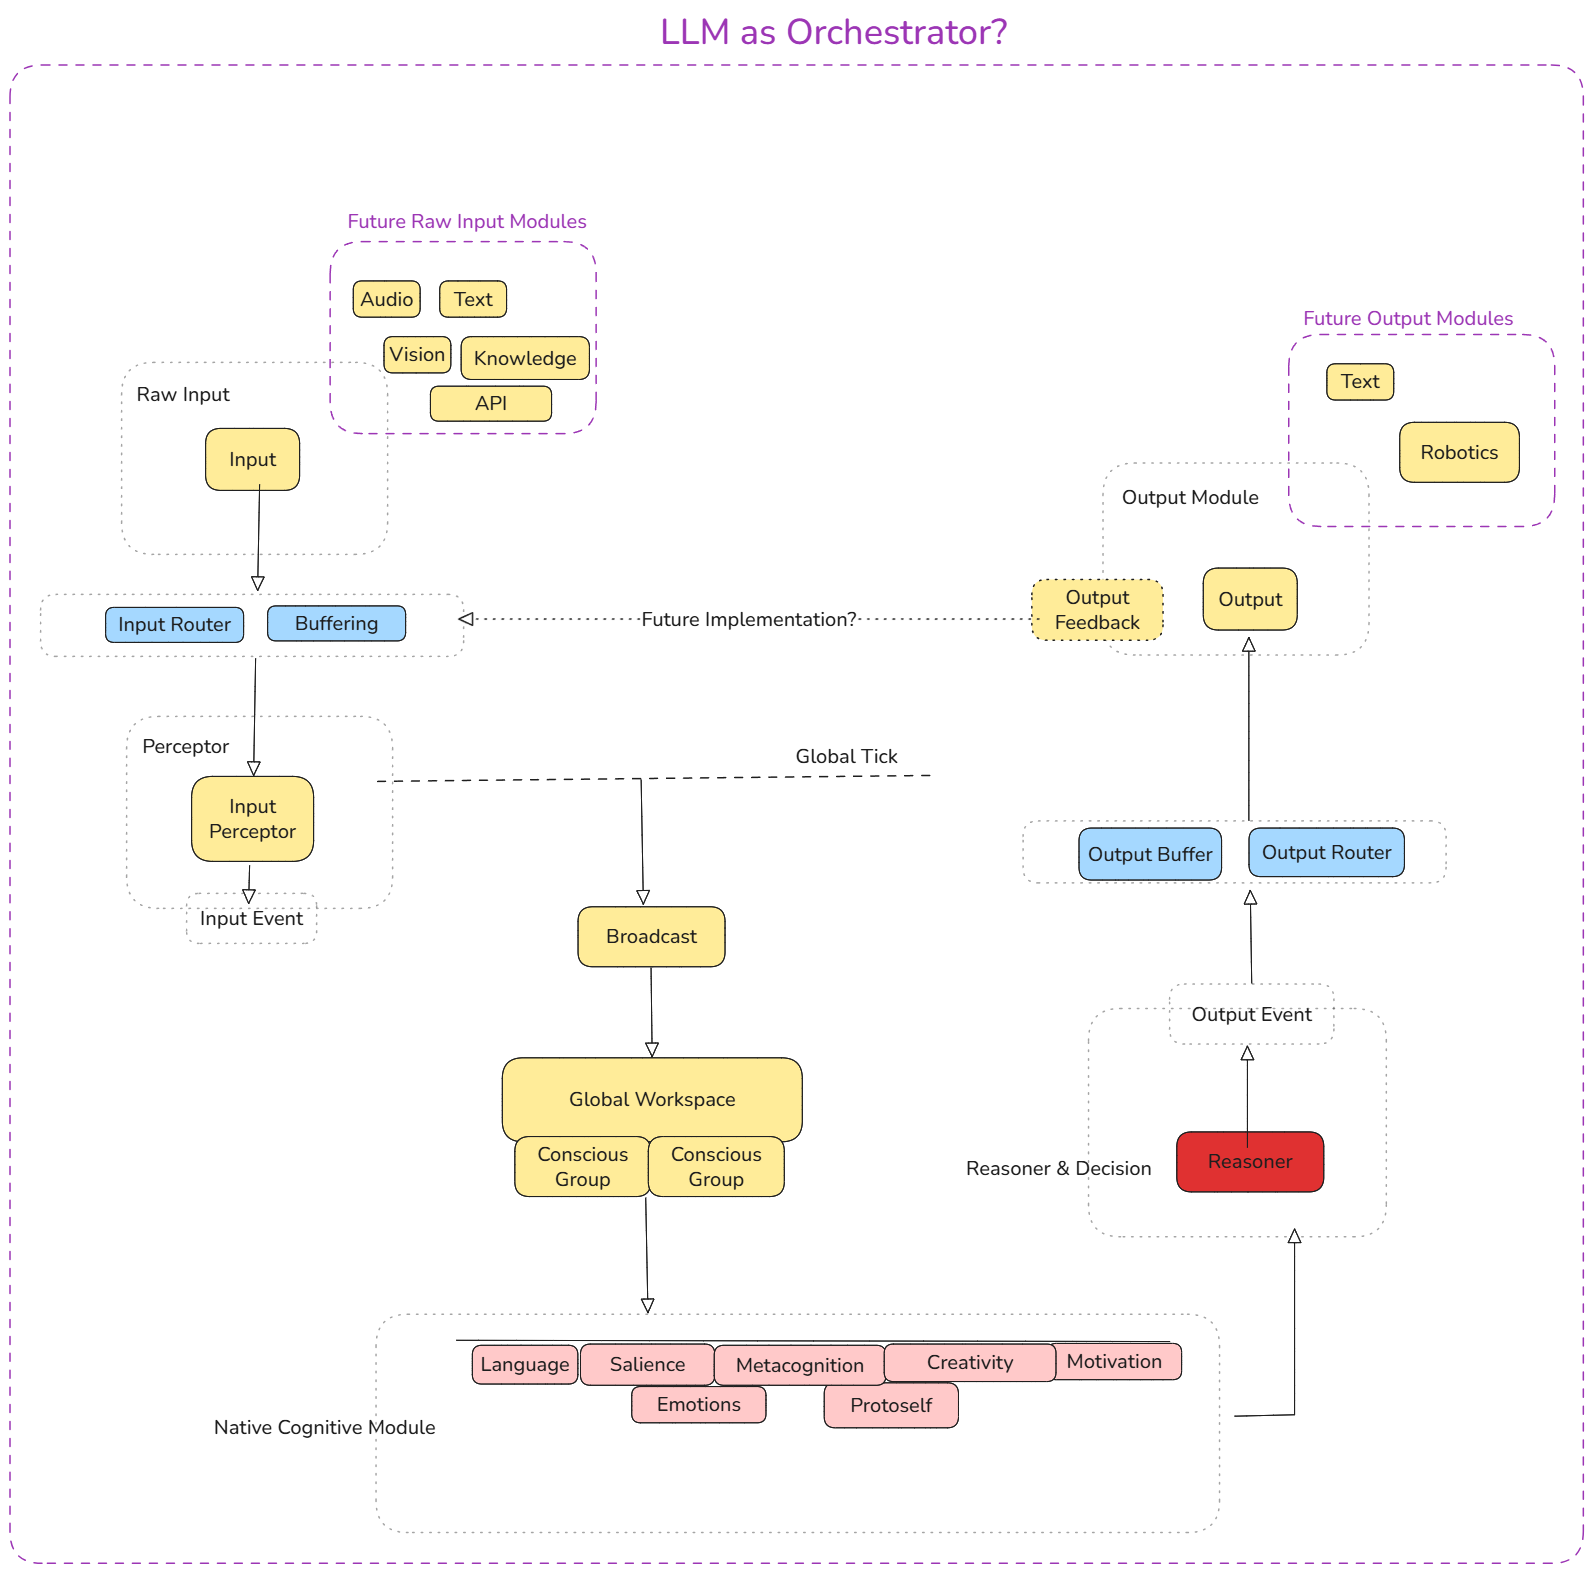 LLM as Orchestrator?
Future Raw Input Modules
Audio
Text
Vision
Knowledge
API
Raw Input
Input
Input Router
Buffering
Future Implementation?
Perceptor
Input
Perceptor
Input Event
Global Tick
Broadcast
Global Workspace
Conscious
Group
Conscious
Group
Native Cognitive Module
Language
Salience
Metacognition
Creativity
Motivation
Emotions
Protoself
Reasoner & Decision
Reasoner
Output Event
Output Buffer
Output Router
Output Module
Output
Feedback
Output
Future Output Modules
Text
Robotics